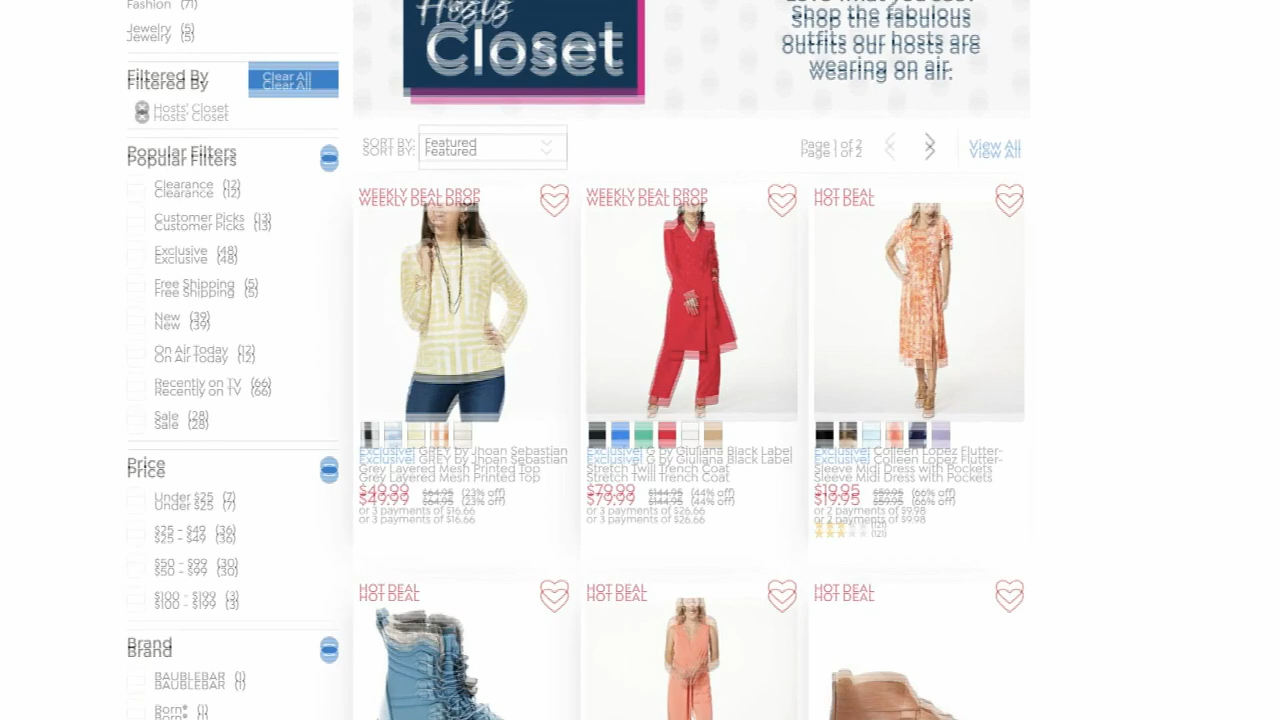 Fashion (71)
Jewelry (5)
Filtered By
Clear All
Hosts' Closet
Popular Filters
Clearance (12)
Customer Picks (13)
Exclusive (48)
Free Shipping (5)
New (39)
On Air Today (12)
Recently on TV (66)
Sale (28)
Price
Under $25 (7)
$25 - $49 (36)
$50 - $99 (30)
$100 - $199 (3)
Brand
BAUBLEBAR (1)
Born® (1)
Hosts
Closet
Love what you see?
Shop the fabulous
outfits our hosts are
wearing on air.
SORT BY: Featured
Page 1 of 2
View All
WEEKLY DEAL DROP
Exclusive! GREY by Jhoan Sebastian
Grey Layered Mesh Printed Top
$49.99 $64.95 (23% off)
or 3 payments of $16.66
WEEKLY DEAL DROP
Exclusive! G by Giuliana Black Label
Stretch Twill Trench Coat
$79.99 $144.95 (44% off)
or 3 payments of $26.66
HOT DEAL
Exclusive! Colleen Lopez Flutter-
Sleeve Midi Dress with Pockets
$19.95 $59.95 (66% off)
or 2 payments of $9.98
(121)
HOT DEAL
HOT DEAL
HOT DEAL